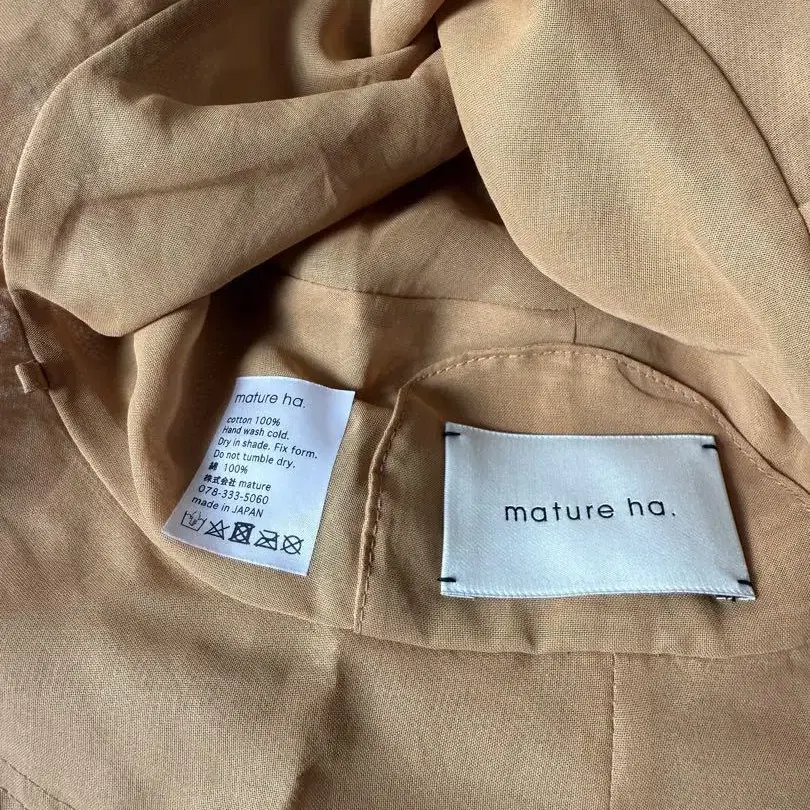 mature ha.
cotton 100%
Hand wash cold.
Dry in shade. Fix form.
Do not tumble dry.
綿 100%
株式会社 mature
078-333-5060
made in JAPAN
mature ha.